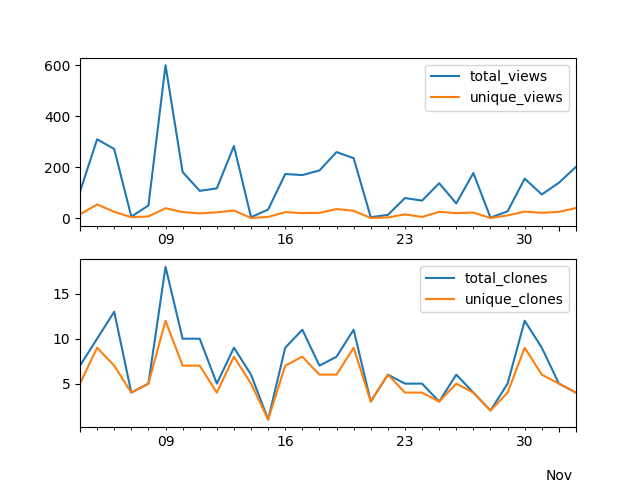 600
400
200
0
total_views
unique_views
09 16 23 30
15
10
5
total_clones
unique_clones
09 16 23 30
Nov